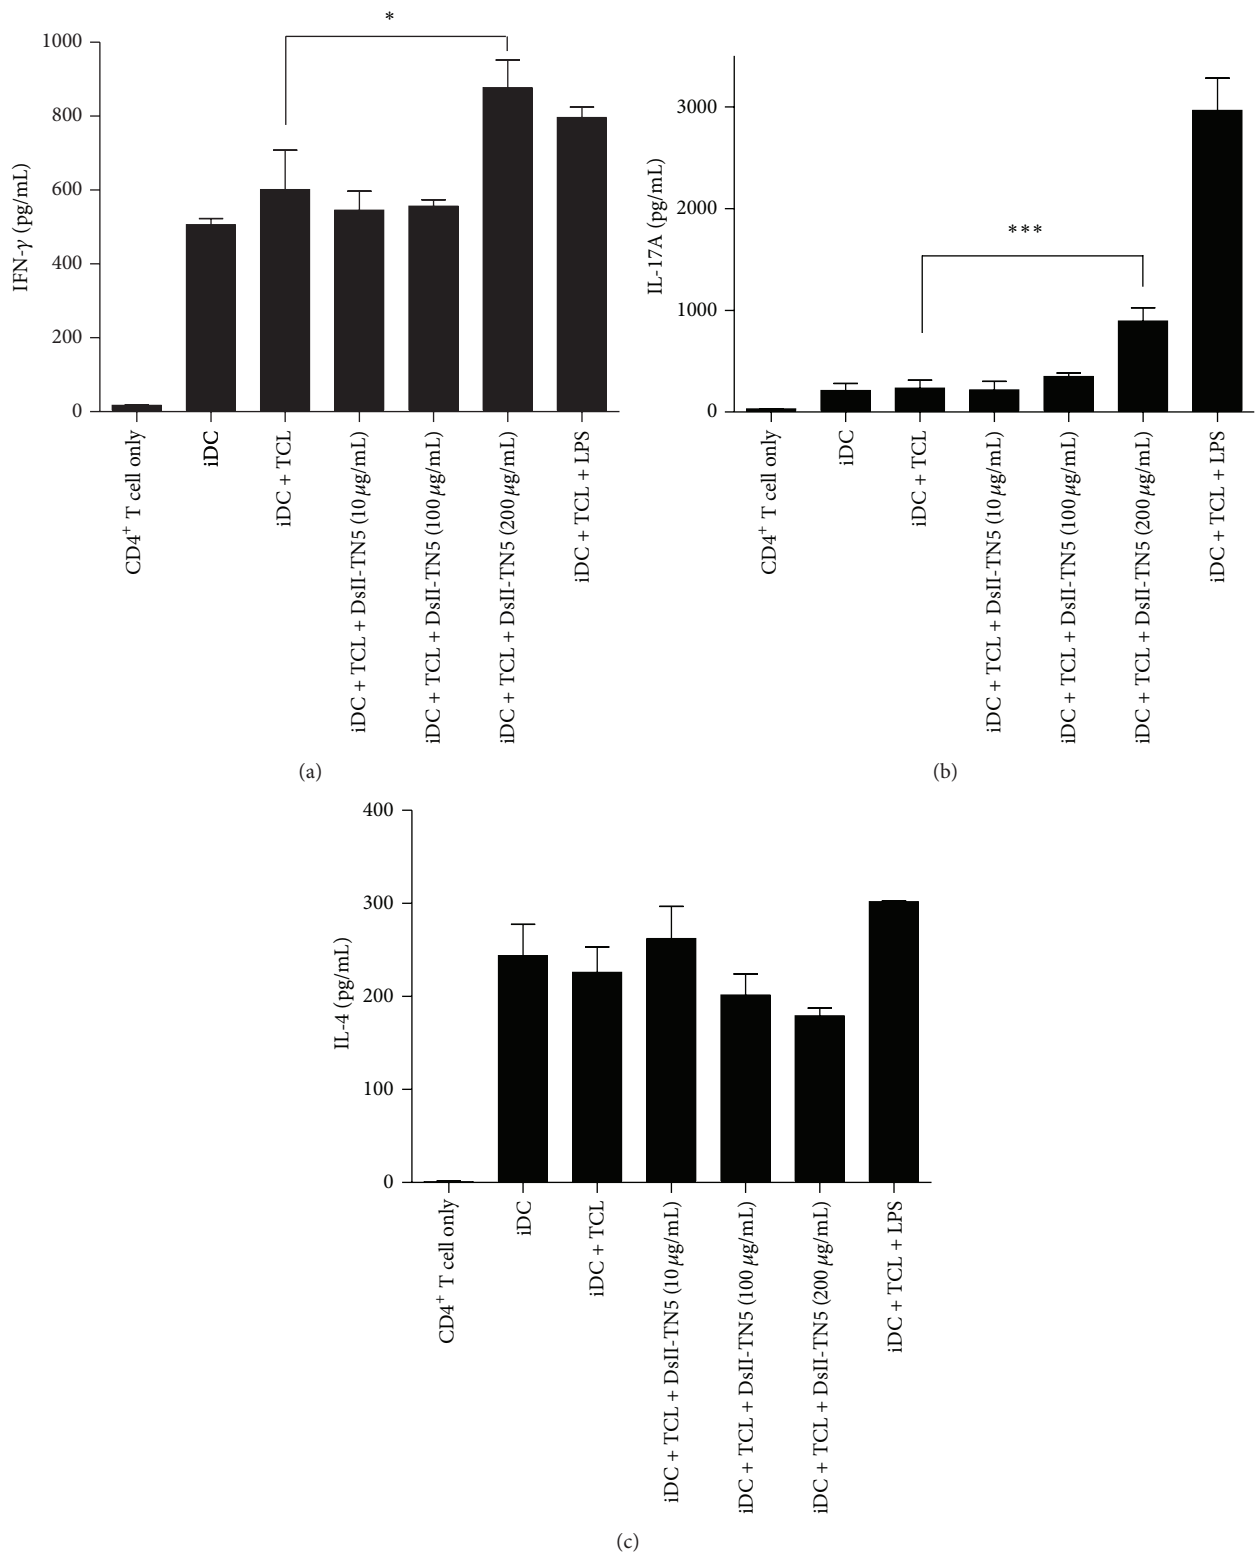 *
1000
800
600
400
200
0
IFN-γ (pg/mL)
CD4⁺ T cell only
iDC
iDC + TCL
iDC + TCL + DsII-TN5 (10 μg/mL)
iDC + TCL + DsII-TN5 (100 μg/mL)
iDC + TCL + DsII-TN5 (200 μg/mL)
iDC + TCL + LPS
(a)
***
3000
2000
1000
0
IL-17A (pg/mL)
CD4⁺ T cell only
iDC
iDC + TCL
iDC + TCL + DsII-TN5 (10 μg/mL)
iDC + TCL + DsII-TN5 (100 μg/mL)
iDC + TCL + DsII-TN5 (200 μg/mL)
iDC + TCL + LPS
(b)
400
300
200
100
0
IL-4 (pg/mL)
CD4⁺ T cell only
iDC
iDC + TCL
iDC + TCL + DsII-TN5 (10 μg/mL)
iDC + TCL + DsII-TN5 (100 μg/mL)
iDC + TCL + DsII-TN5 (200 μg/mL)
iDC + TCL + LPS
(c)